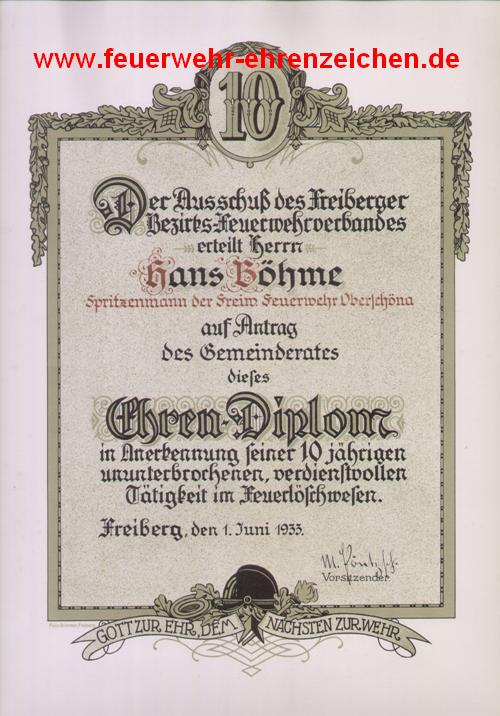 www.feuerwehr-ehrenzeichen.de
10
Der Ausschuß des Freiberger
Bezirks-Feuerwehrverbandes
erteilt Herrn
Hans Böhme
Spritzenmann der Freiw. Feuerwehr Oberschöna
auf Antrag
des Gemeinderates
dieses
Ehren-Diplom
in Anerkennung seiner 10 jährigen
ununterbrochenen, verdienstvollen
Tätigkeit im Feuerlöschwesen.
Freiberg, den 1. Juni 1933.
Vorsitzender.
GOTT ZUR EHR, DEM NÄCHSTEN ZUR WEHR